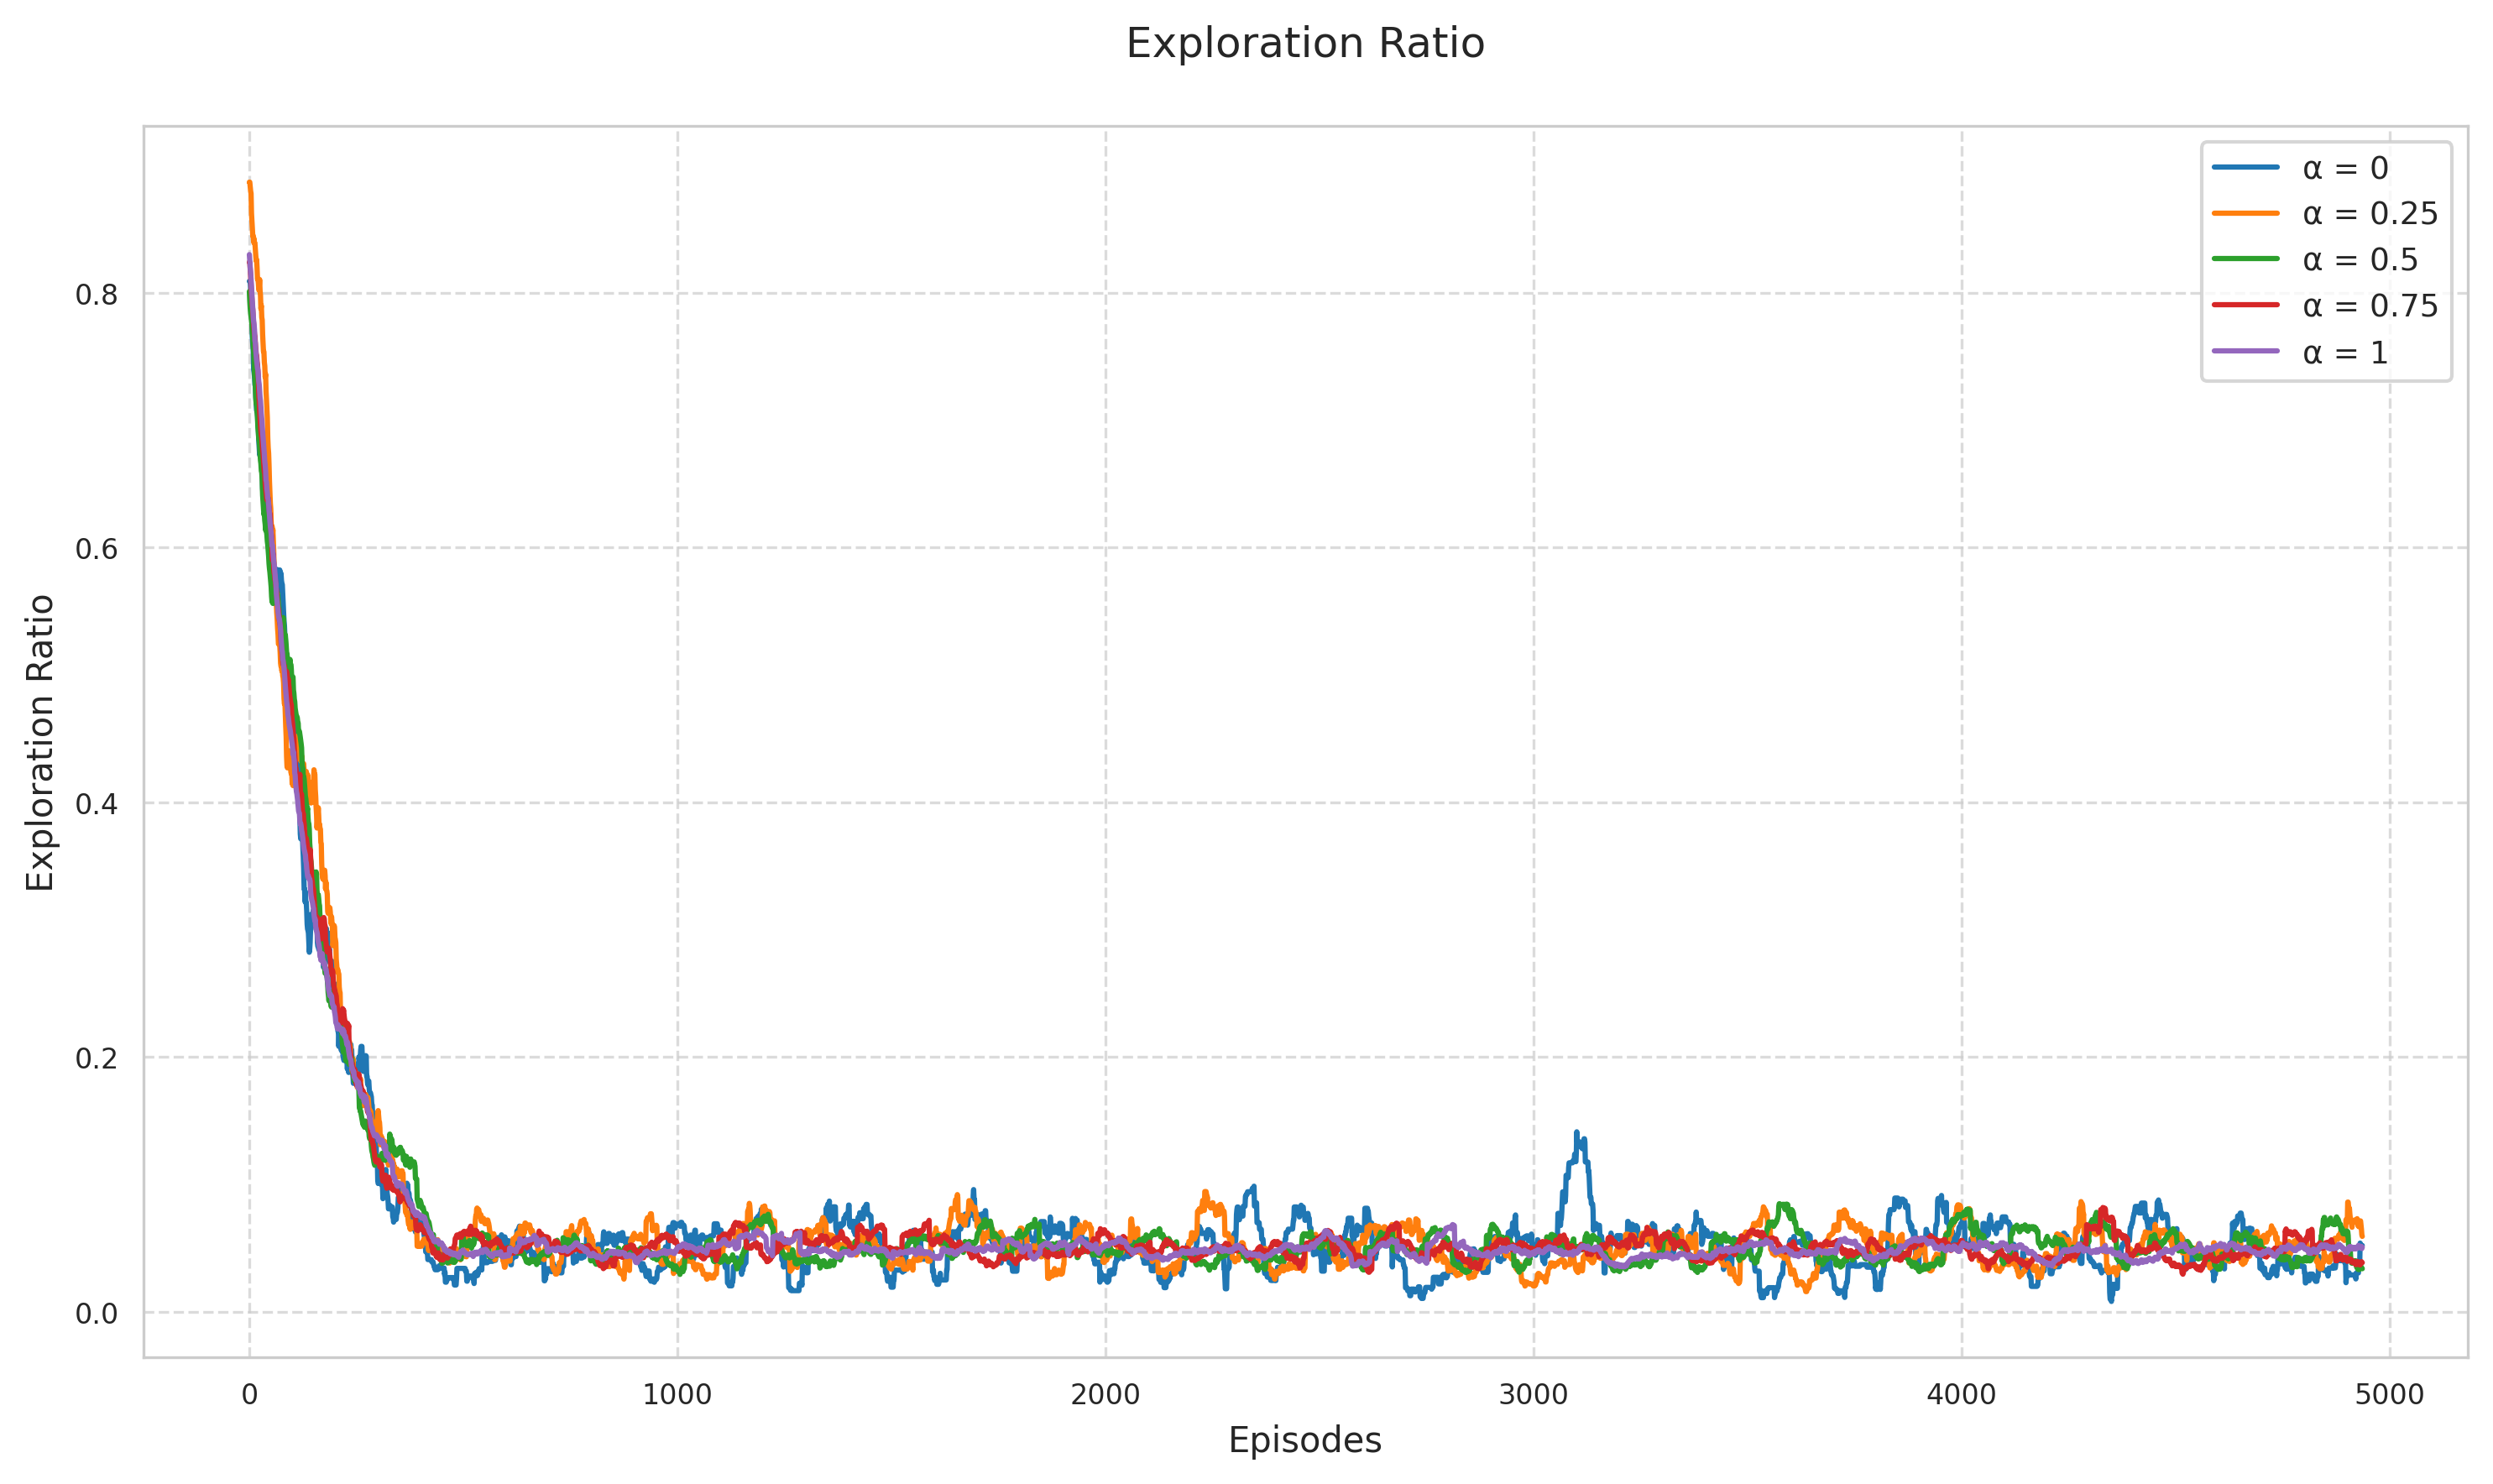 Exploration Ratio
α = 0
α = 0.25
α = 0.5
α = 0.75
α = 1
Exploration Ratio
0.8
0.6
0.4
0.2
0.0
0 1000 2000 3000 4000 5000
Episodes